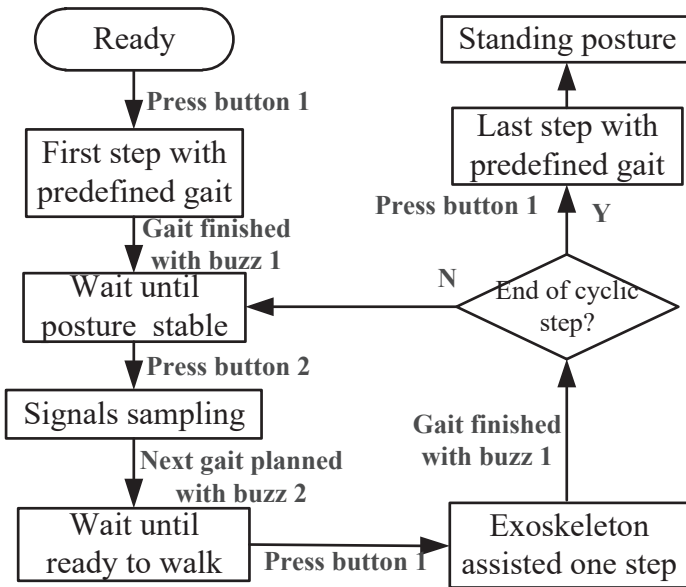 Ready
Press button 1
First step with
predefined gait
Gait finished
with buzz 1
Wait until
posture stable
Press button 2
Signals sampling
Next gait planned
with buzz 2
Wait until
ready to walk
Press button 1
Exoskeleton
assisted one step
Gait finished
with buzz 1
End of cyclic
step?
N
Y
Press button 1
Last step with
predefined gait
Standing posture